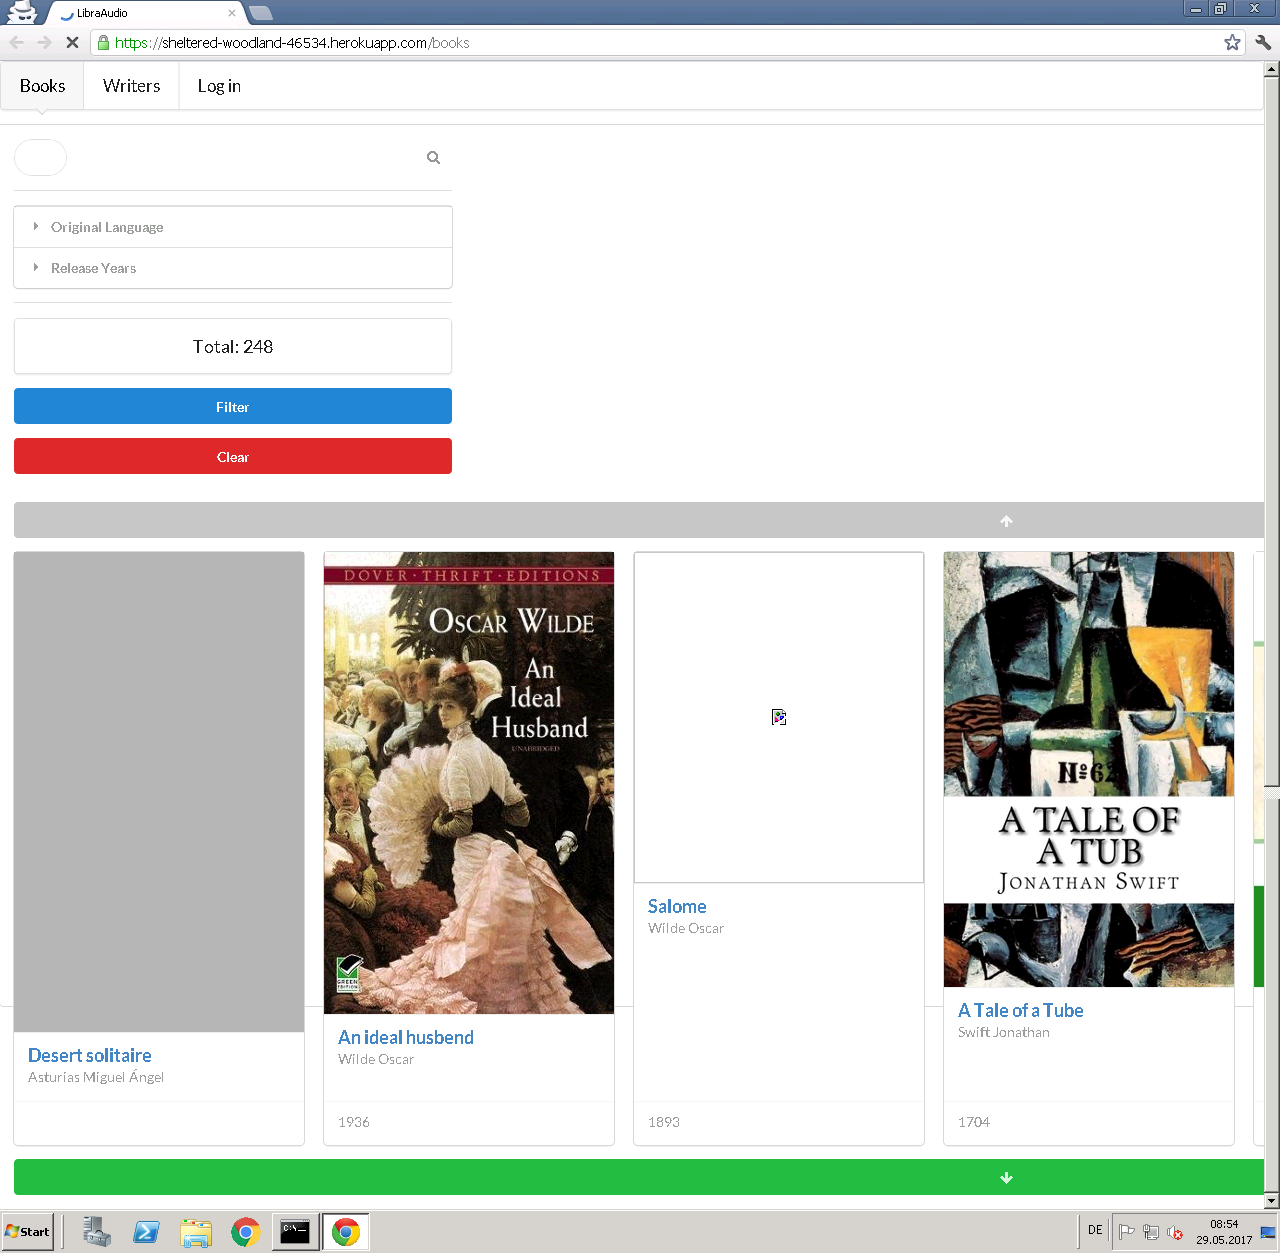 LibraAudio
https://sheltered-woodland-46534.herokuapp.com/books
Books Writers Log in
Original Language
Release Years
Total: 248
Filter
Clear
DOVER · THRIFT · EDITIONS
OSCAR WILDE
An
Ideal
Husband
UNABRIDGED
GREEN
EDITION
Nº62
A TALE OF
A TUB
JONATHAN SWIFT
Desert solitaire
Asturias Miguel Ángel
An ideal husbend
Wilde Oscar
1936
Salome
Wilde Oscar
1893
A Tale of a Tube
Swift Jonathan
1704
Start
C:\
DE
08:54
29.05.2017